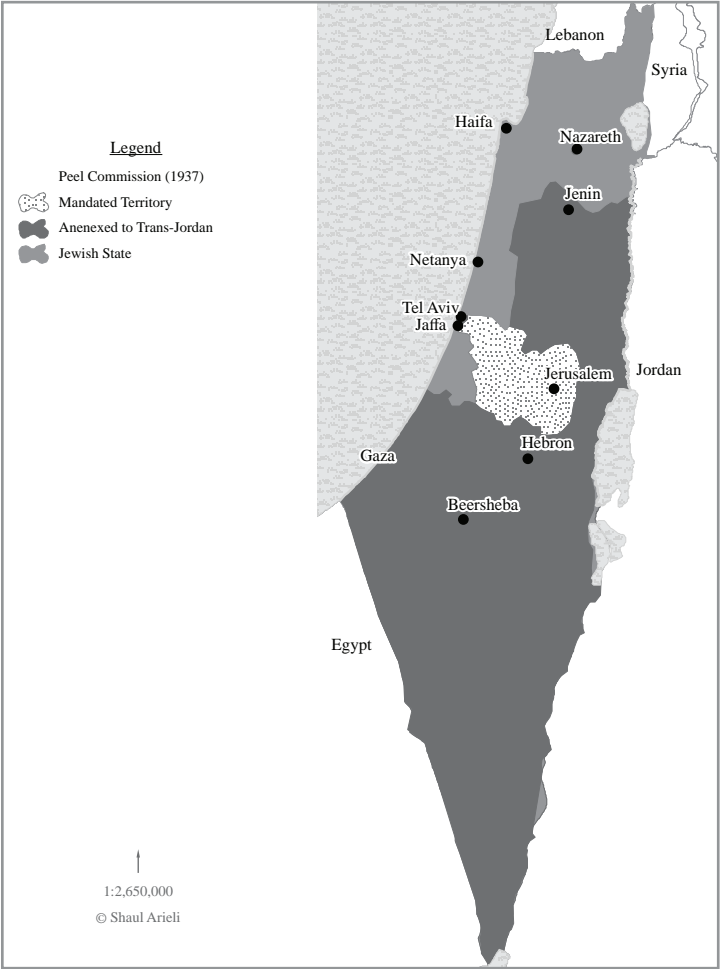 Legend
Peel Commission (1937)
Mandated Territory
Anenexed to Trans-Jordan
Jewish State
Lebanon
Syria
Haifa
Nazareth
Jenin
Netanya
Tel Aviv
Jaffa
Jerusalem
Jordan
Hebron
Gaza
Beersheba
Egypt
1:2,650,000
© Shaul Arieli